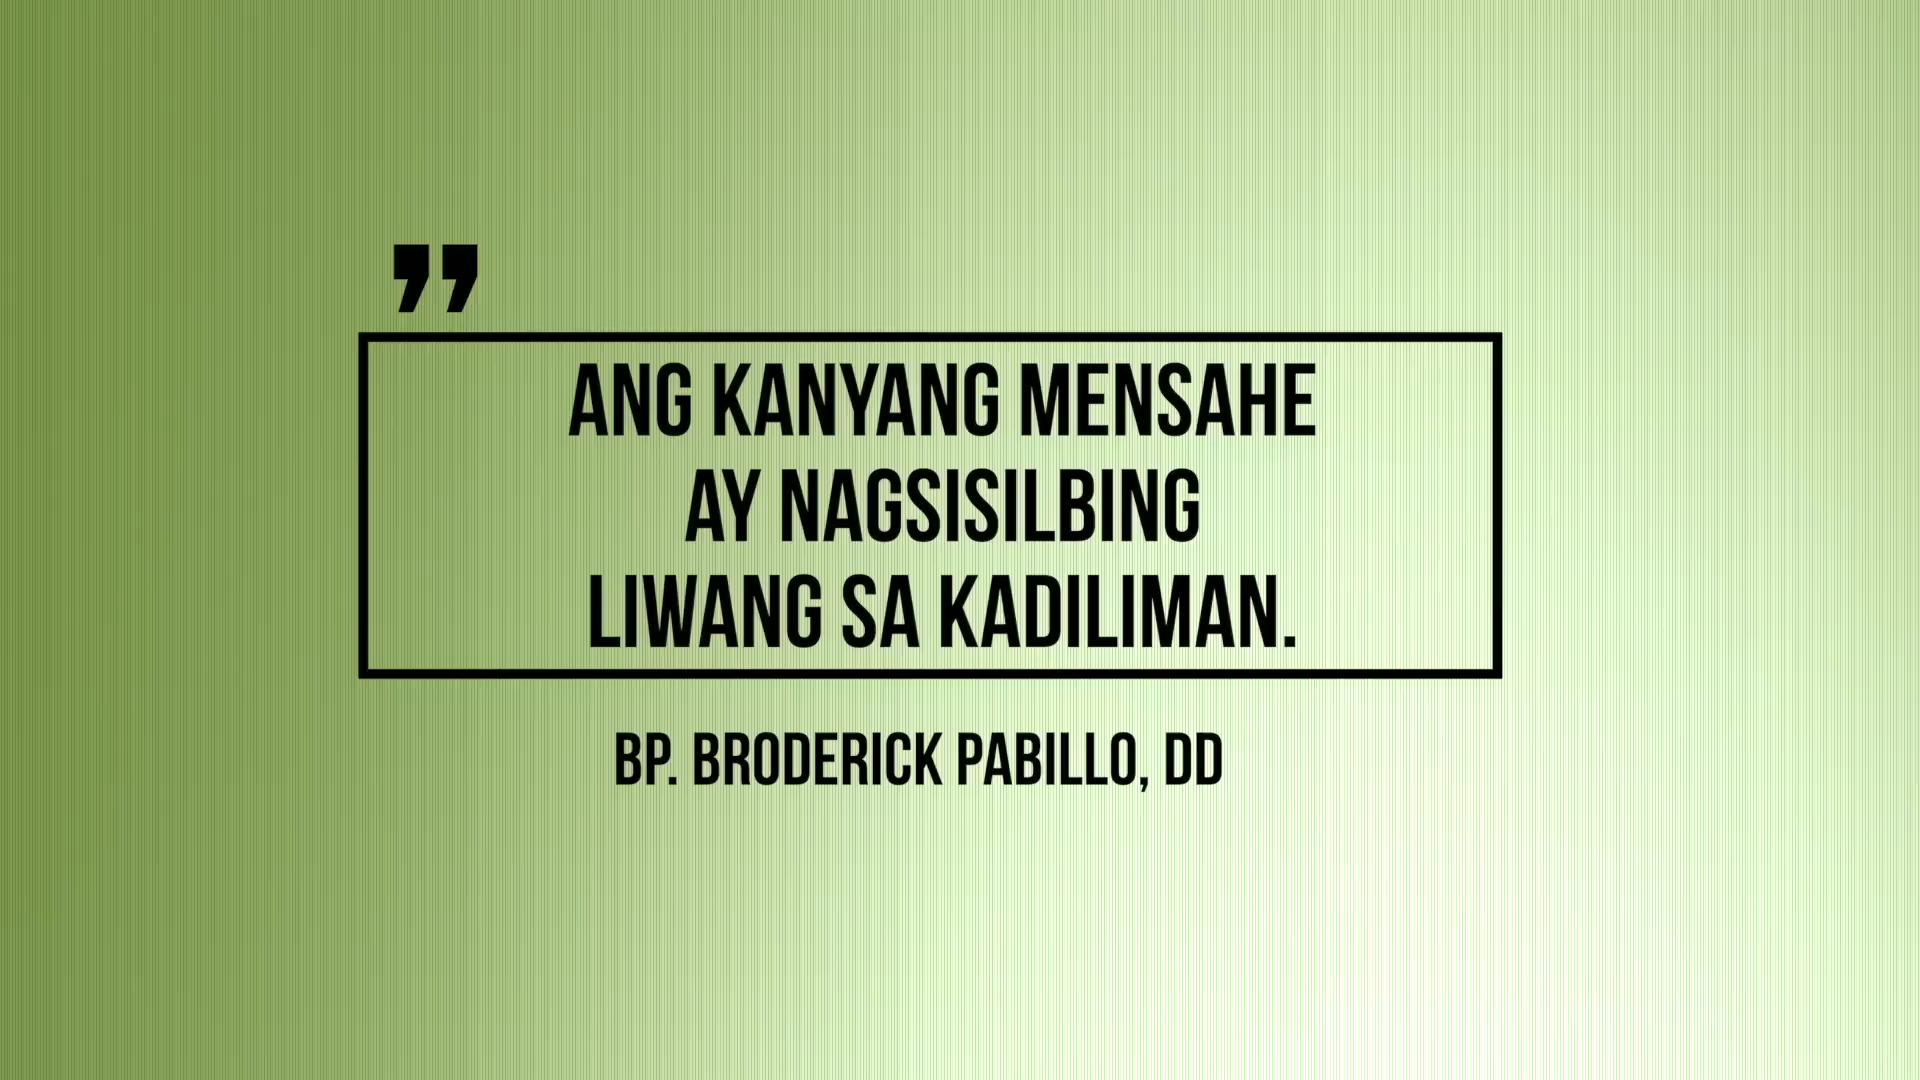 ”
ANG KANYANG MENSAHE
AY NAGSISILBING
LIWANG SA KADILIMAN.
BP. BRODERICK PABILLO, DD